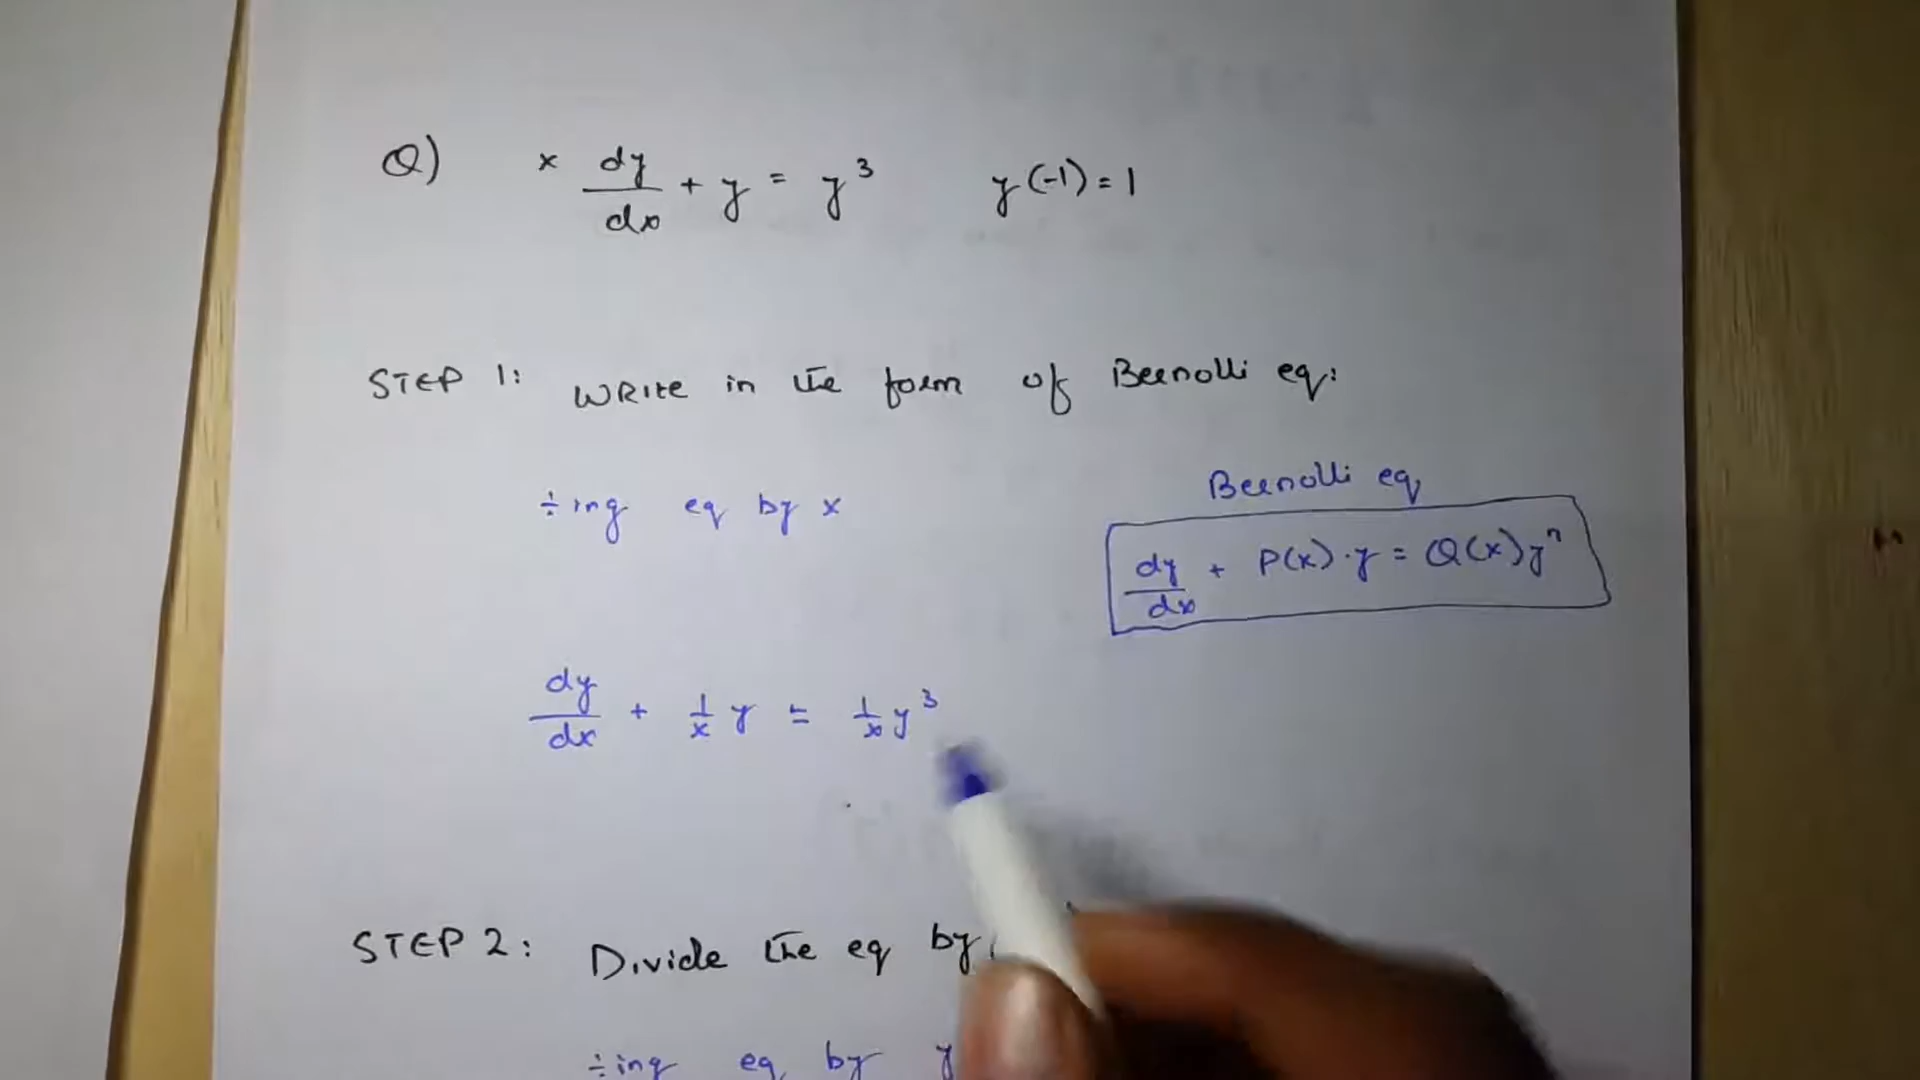 Q) x dy/dx + y = y³ y(-1) = 1
STEP 1: WRite in the form of Bernolli eq:
÷ing eq by x
Bernolli eq
dy/dx + P(x)·y = Q(x)yⁿ
dy/dx + 1/x y = 1/x y³
STEP 2: Divide the eq by
÷ing eq by y